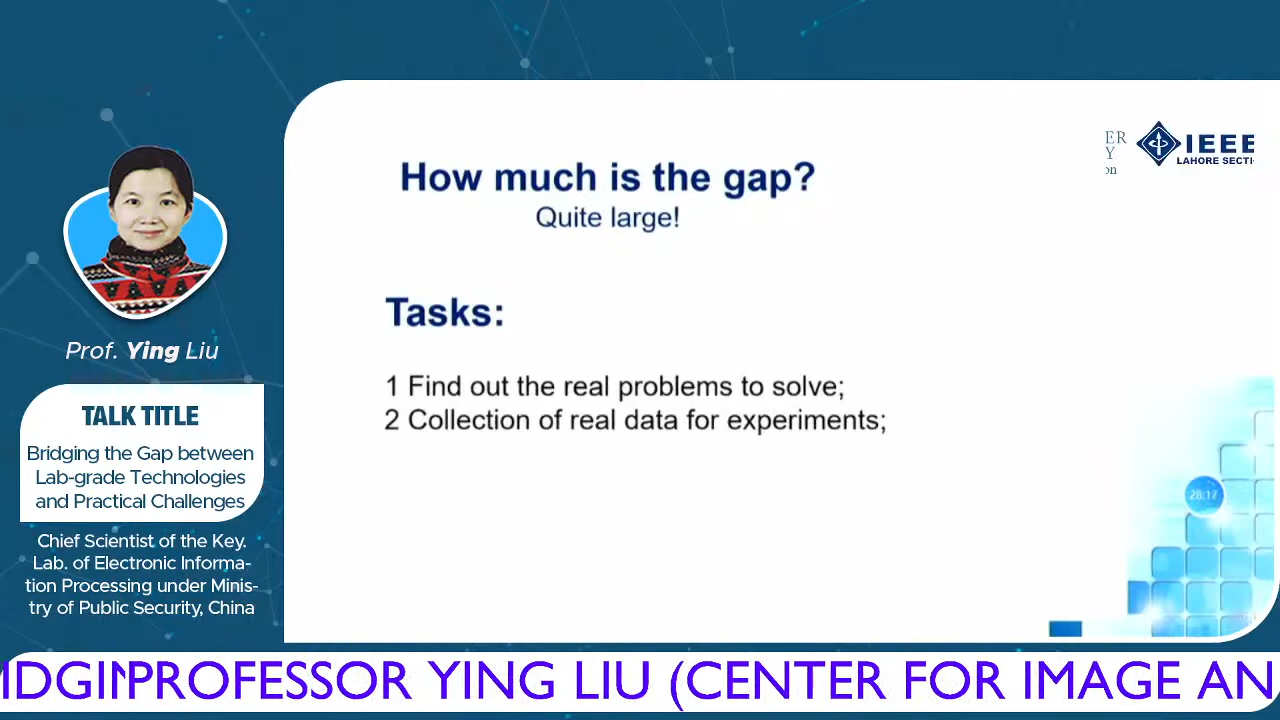 How much is the gap?
Quite large!
Tasks:
1 Find out the real problems to solve;
2 Collection of real data for experiments;
ER
Y
on
IEEE
LAHORE SECTI
28:17
Prof. Ying Liu
TALK TITLE
Bridging the Gap between
Lab-grade Technologies
and Practical Challenges
Chief Scientist of the Key.
Lab. of Electronic Informa-
tion Processing under Minis-
try of Public Security, China
PROFESSOR YING LIU (CENTER FOR IMAGE AN